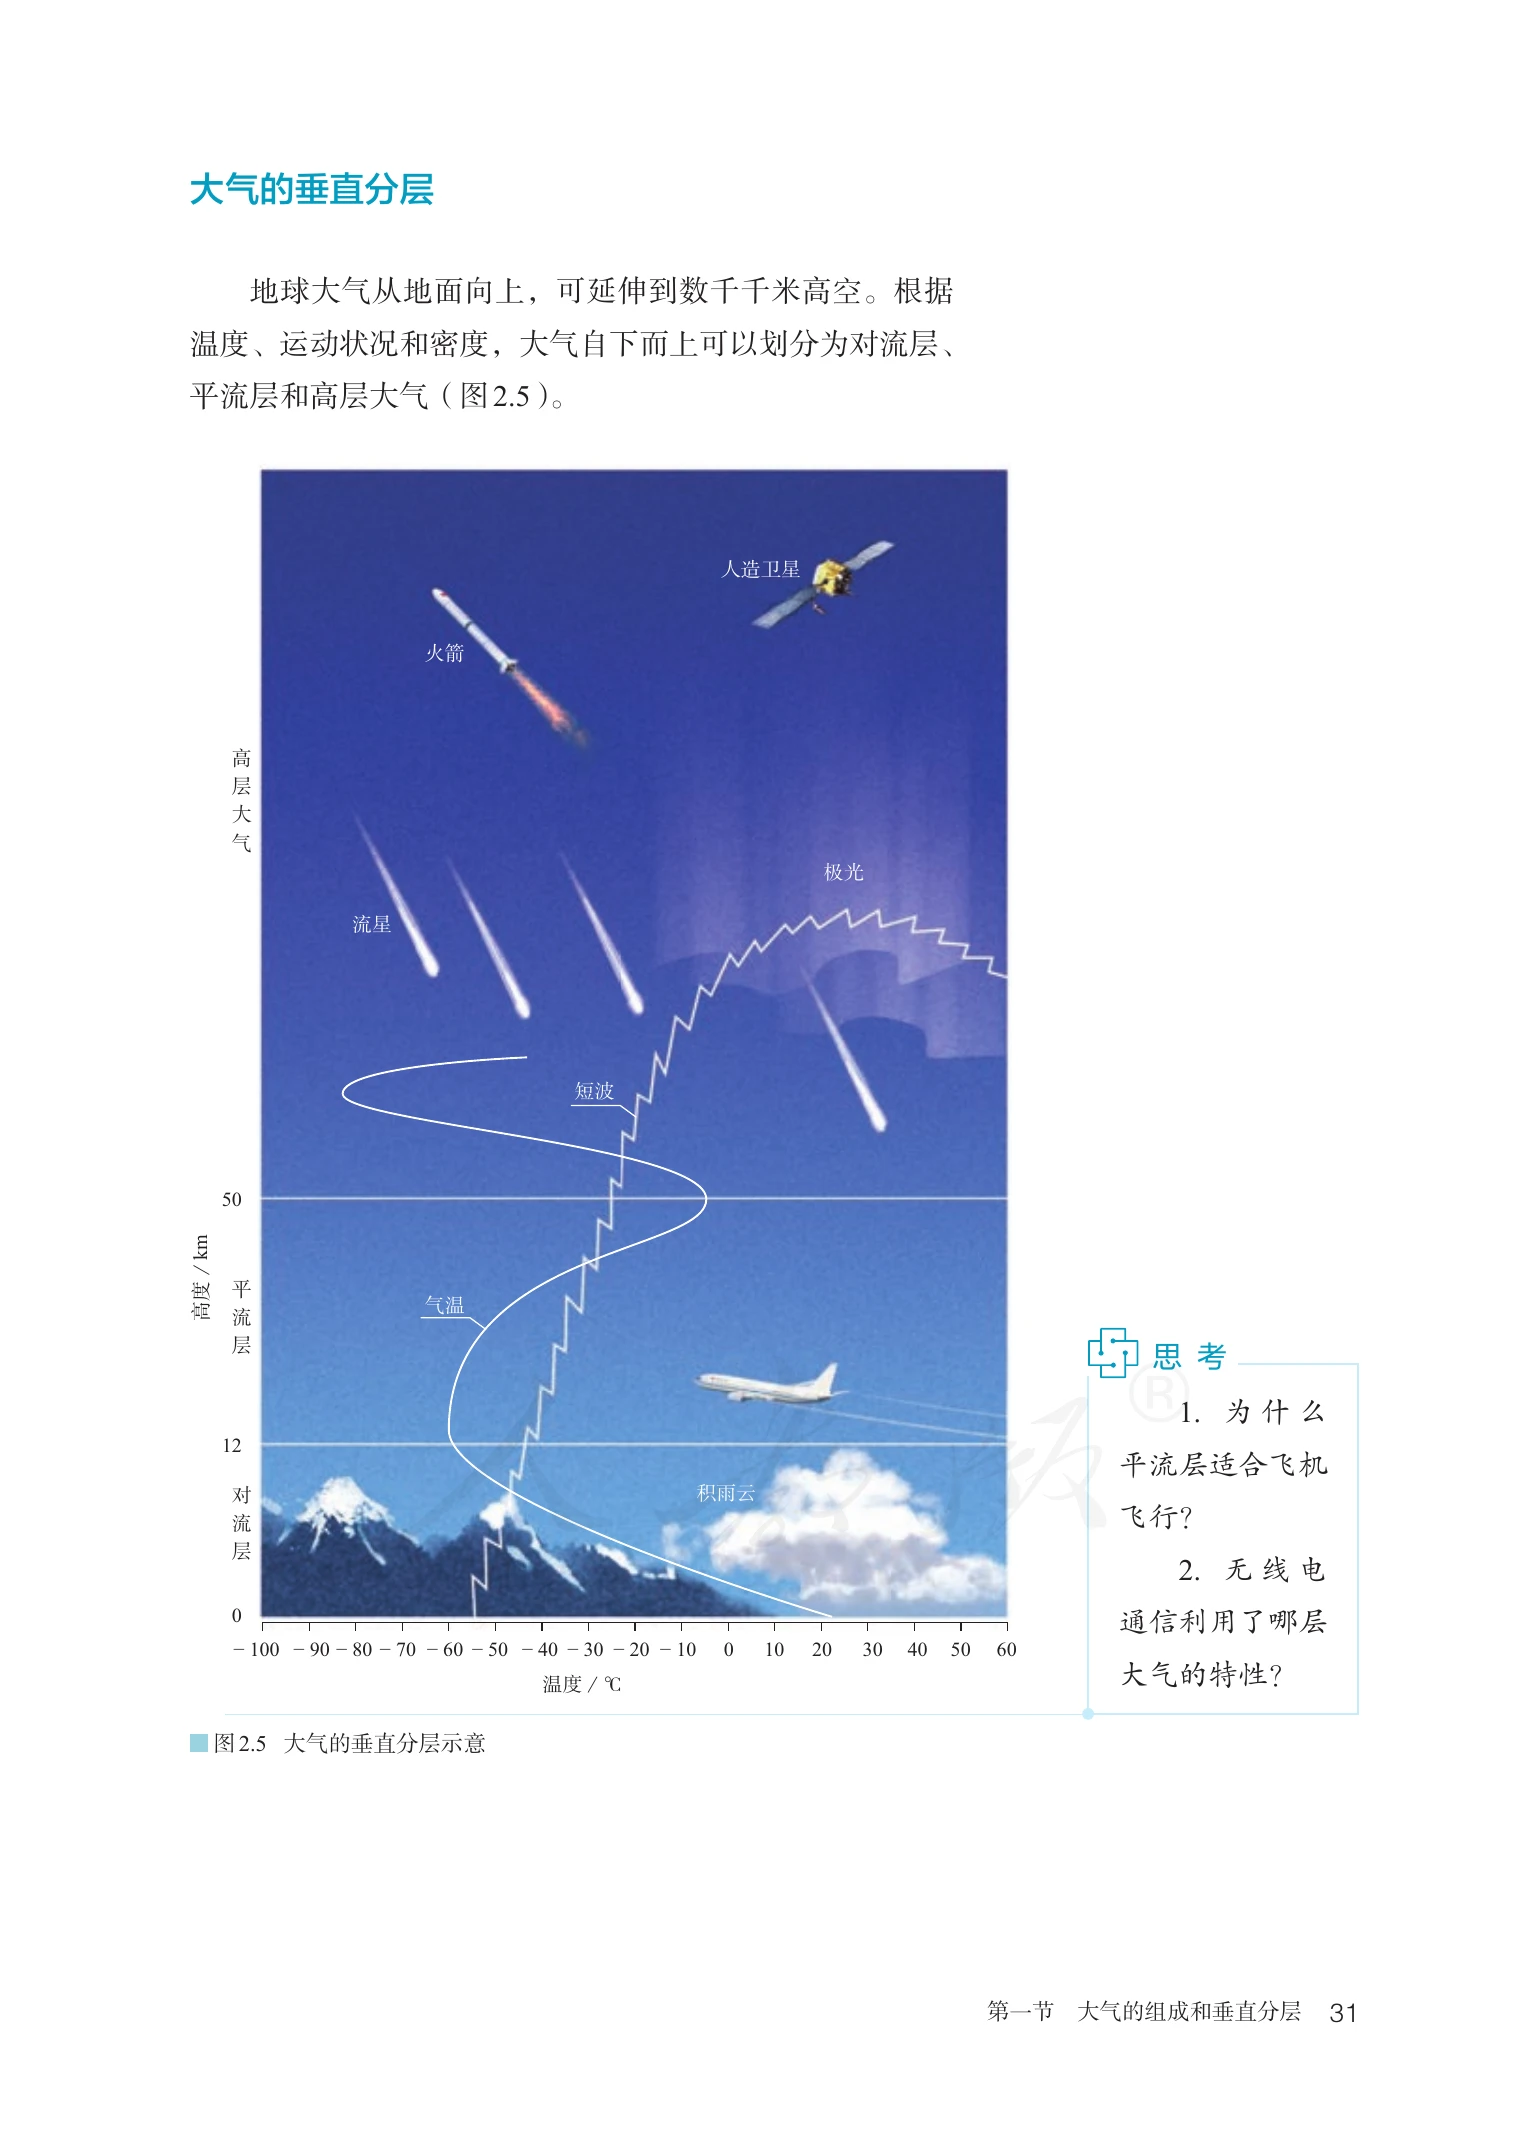 大气的垂直分层
地球大气从地面向上，可延伸到数千千米高空。根据
温度、运动状况和密度，大气自下而上可以划分为对流层、
平流层和高层大气（图2.5）。
人造卫星
火箭
高层大气
极光
流星
短波
50
高度 / km
平流层
气温
12
积雨云
对流层
0
－100 －90 －80 －70 －60 －50 －40 －30 －20 －10 0 10 20 30 40 50 60
温度 / ℃
图2.5 大气的垂直分层示意
思考
1. 为什么
平流层适合飞机
飞行？
2. 无线电
通信利用了哪层
大气的特性？
®
第一节 大气的组成和垂直分层 31